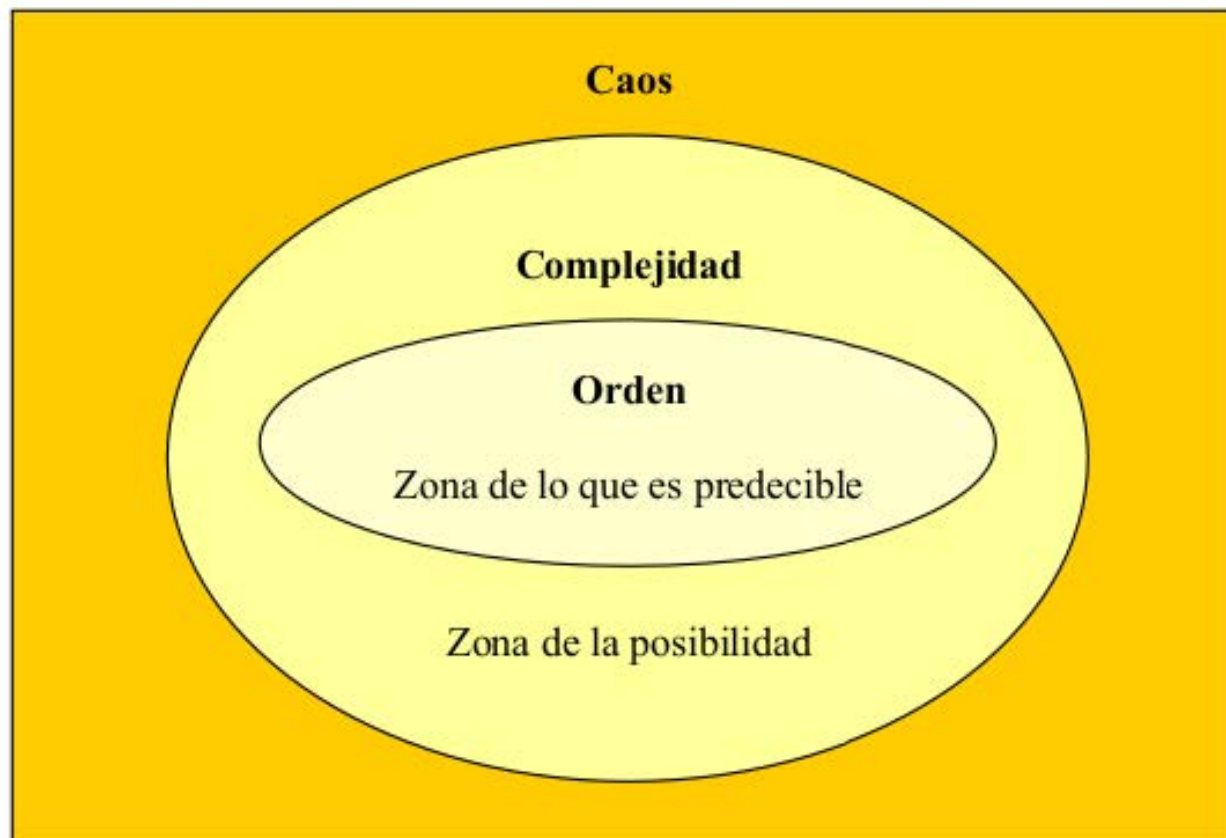 Caos
Complejidad
Orden
Zona de lo que es predecible
Zona de la posibilidad